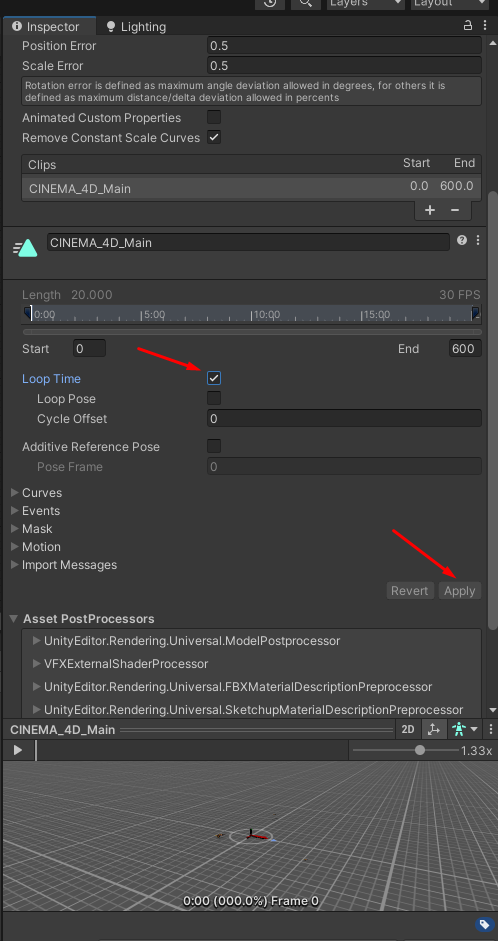 Layers
Layout
Inspector
Lighting
Position Error 0.5
Scale Error 0.5
Rotation error is defined as maximum angle deviation allowed in degrees, for others it is
defined as maximum distance/delta deviation allowed in percents
Animated Custom Properties
Remove Constant Scale Curves
Clips Start End
CINEMA_4D_Main 0.0 600.0
+ −
CINEMA_4D_Main
Length 20.000 30 FPS
0:00 5:00 10:00 15:00
Start 0 End 600
Loop Time
Loop Pose
Cycle Offset 0
Additive Reference Pose
Pose Frame 0
Curves
Events
Mask
Motion
Import Messages
Revert Apply
Asset PostProcessors
UnityEditor.Rendering.Universal.ModelPostprocessor
VFXExternalShaderProcessor
UnityEditor.Rendering.Universal.FBXMaterialDescriptionPreprocessor
UnityEditor.Rendering.Universal.SketchupMaterialDescriptionPreprocessor
CINEMA_4D_Main 2D
1.33x
0:00 (000.0%) Frame 0